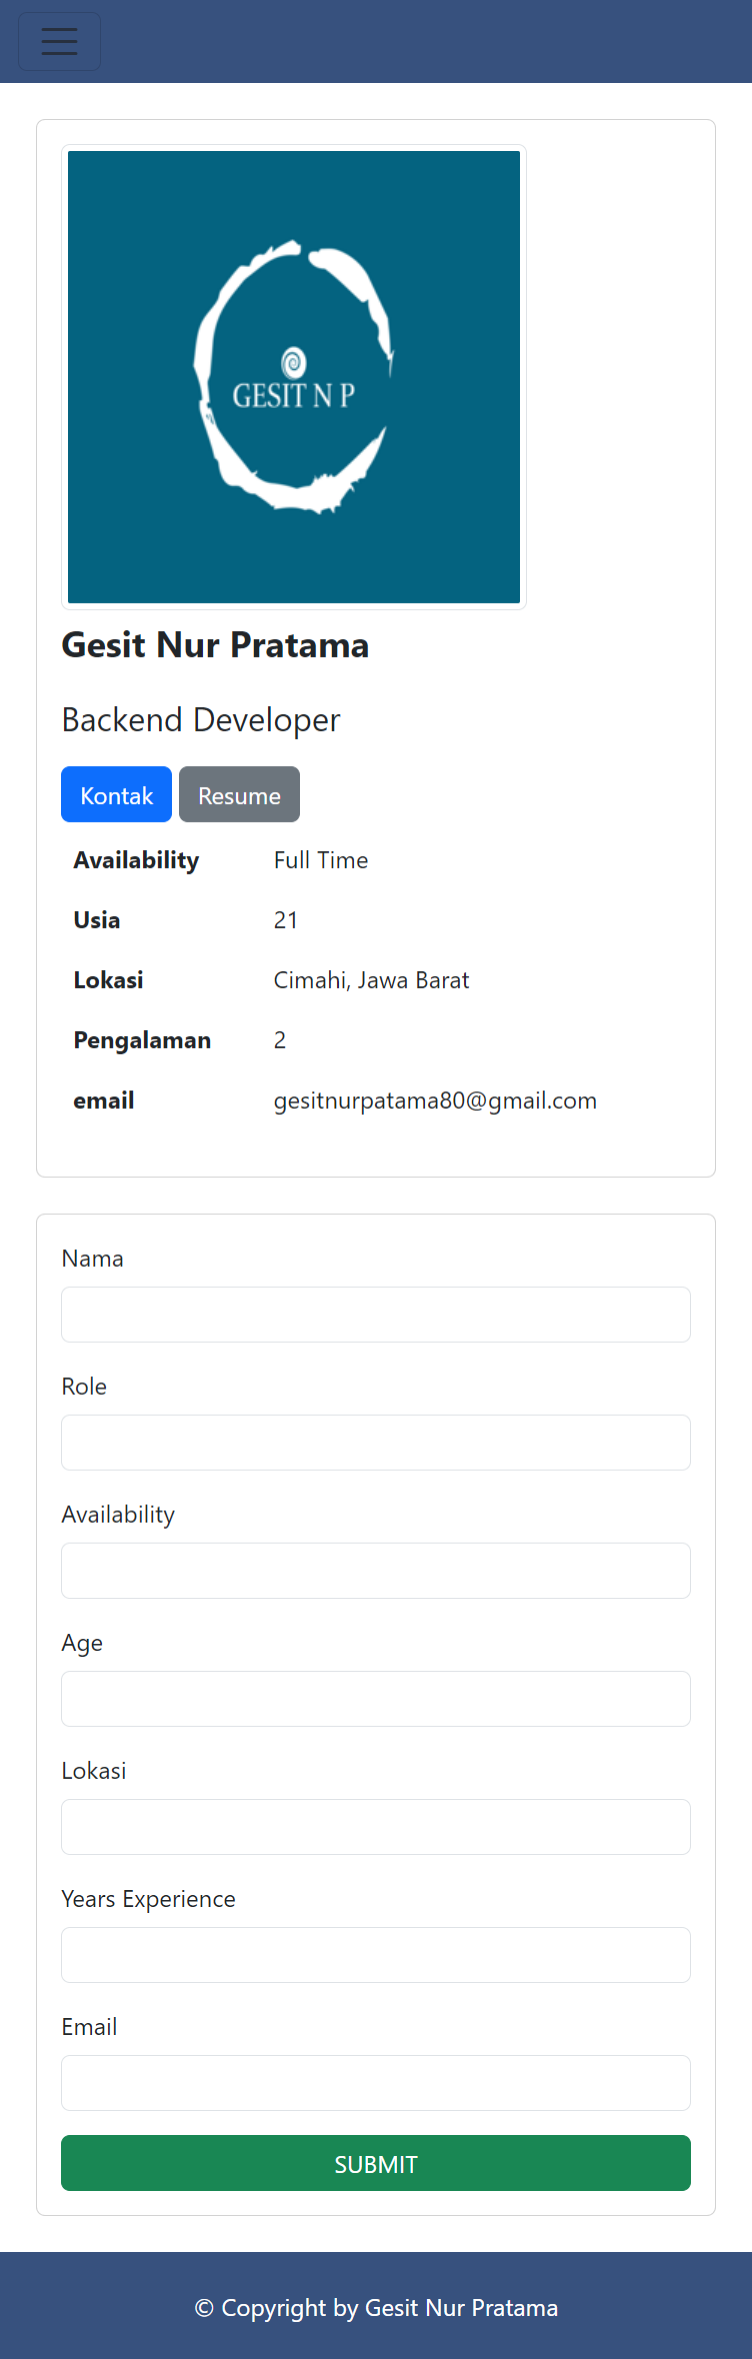 GESIT N P
Gesit Nur Pratama
Backend Developer
Kontak Resume
Availability Full Time
Usia 21
Lokasi Cimahi, Jawa Barat
Pengalaman 2
email gesitnurpatama80@gmail.com
Nama
Role
Availability
Age
Lokasi
Years Experience
Email
SUBMIT
© Copyright by Gesit Nur Pratama